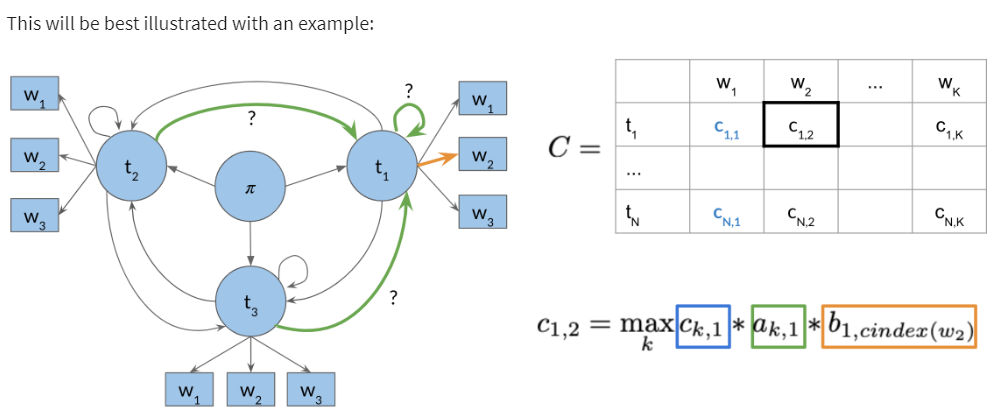 This will be best illustrated with an example:
w1
w2
w3
t2
?
?
π
t1
w1
w2
w3
t3
?
w1
w2
w3
C =
w1 w2 ... wK
t1 c1,1 c1,2 c1,K
...
tN cN,1 cN,2 cN,K
c1,2 = max ck,1 * ak,1 * b1,cindex(w2)
k